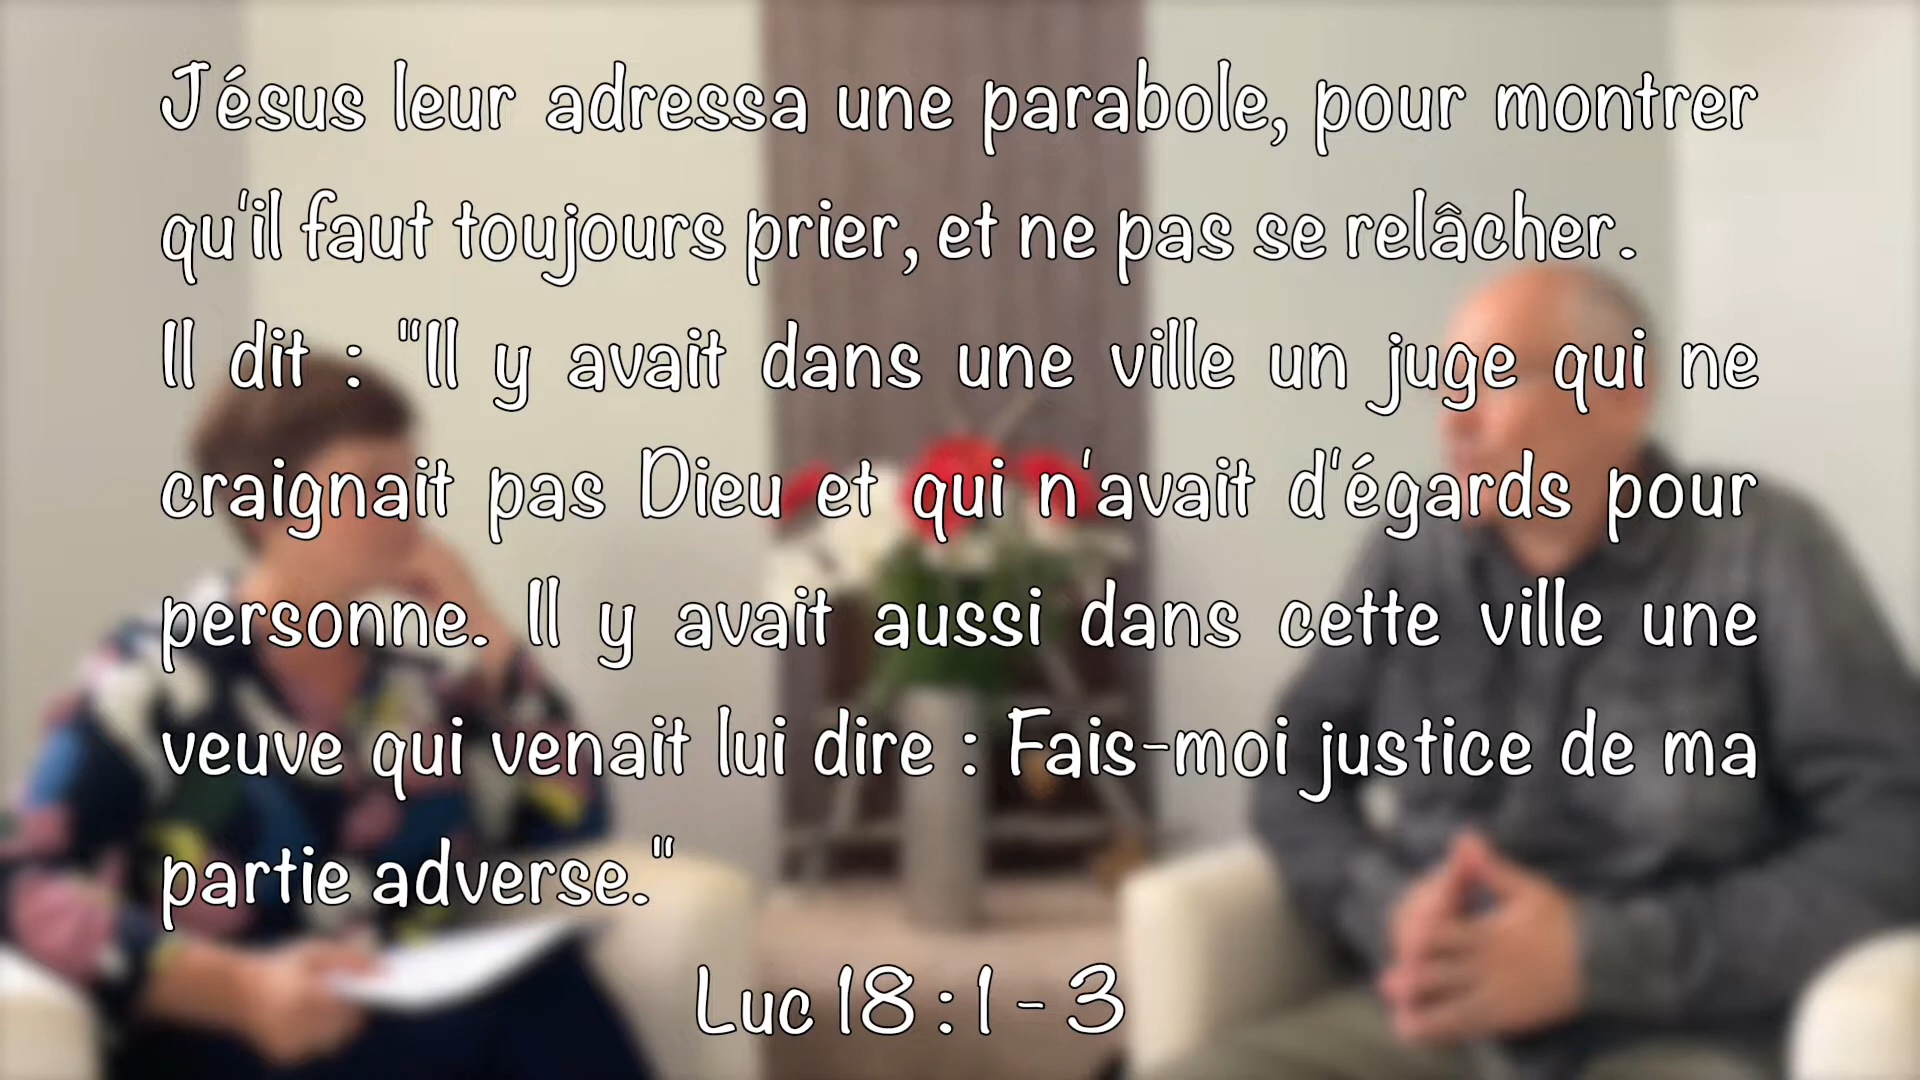 Jésus leur adressa une parabole, pour montrer
qu'il faut toujours prier, et ne pas se relâcher.
Il dit : "Il y avait dans une ville un juge qui ne
craignait pas Dieu et qui n'avait d'égards pour
personne. Il y avait aussi dans cette ville une
veuve qui venait lui dire : Fais-moi justice de ma
partie adverse."
Luc 18 : 1 - 3